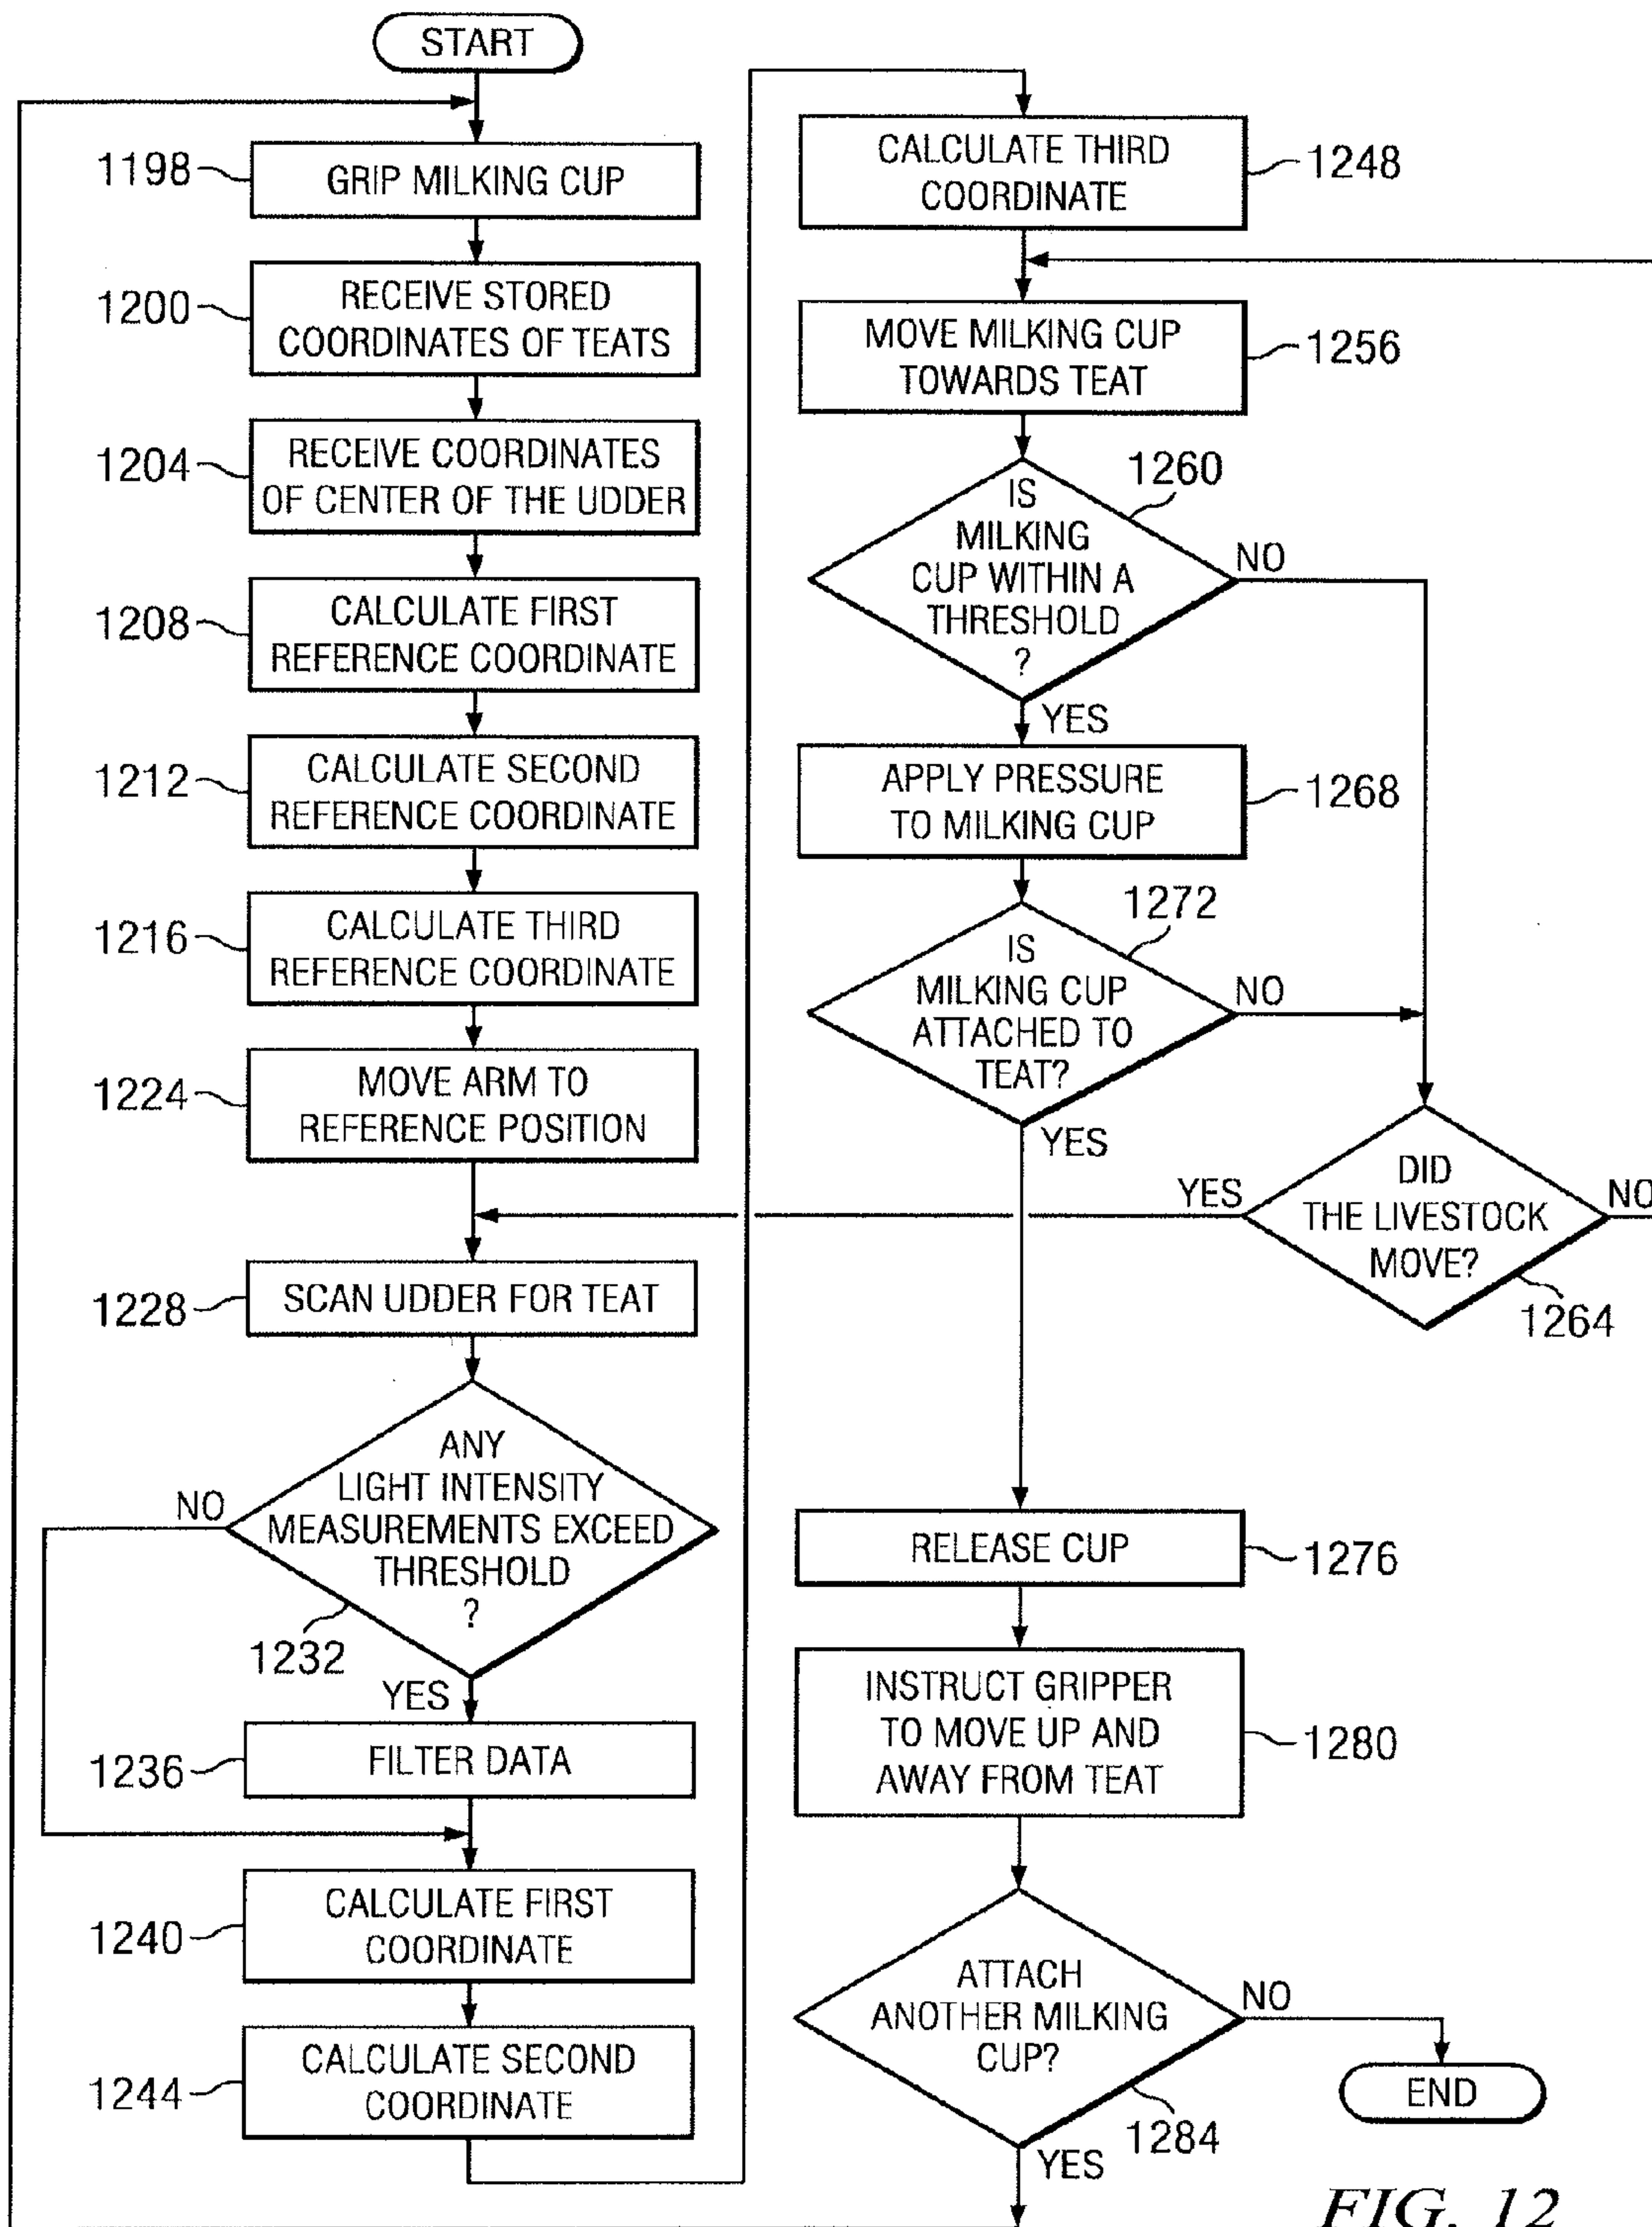 START
1198
GRIP MILKING CUP
1200
RECEIVE STORED
COORDINATES OF TEATS
1204
RECEIVE COORDINATES
OF CENTER OF THE UDDER
1208
CALCULATE FIRST
REFERENCE COORDINATE
1212
CALCULATE SECOND
REFERENCE COORDINATE
1216
CALCULATE THIRD
REFERENCE COORDINATE
1224
MOVE ARM TO
REFERENCE POSITION
1228
SCAN UDDER FOR TEAT
ANY
LIGHT INTENSITY
MEASUREMENTS EXCEED
THRESHOLD
?
NO
1232
YES
1236
FILTER DATA
1240
CALCULATE FIRST
COORDINATE
1244
CALCULATE SECOND
COORDINATE
CALCULATE THIRD
COORDINATE
1248
MOVE MILKING CUP
TOWARDS TEAT
1256
1260
IS
MILKING
CUP WITHIN A
THRESHOLD
?
NO
YES
APPLY PRESSURE
TO MILKING CUP
1268
1272
IS
MILKING CUP
ATTACHED TO
TEAT?
NO
YES
DID
THE LIVESTOCK
MOVE?
YES
NO
1264
RELEASE CUP
1276
INSTRUCT GRIPPER
TO MOVE UP AND
AWAY FROM TEAT
1280
ATTACH
ANOTHER MILKING
CUP?
NO
END
1284
YES
FIG. 12